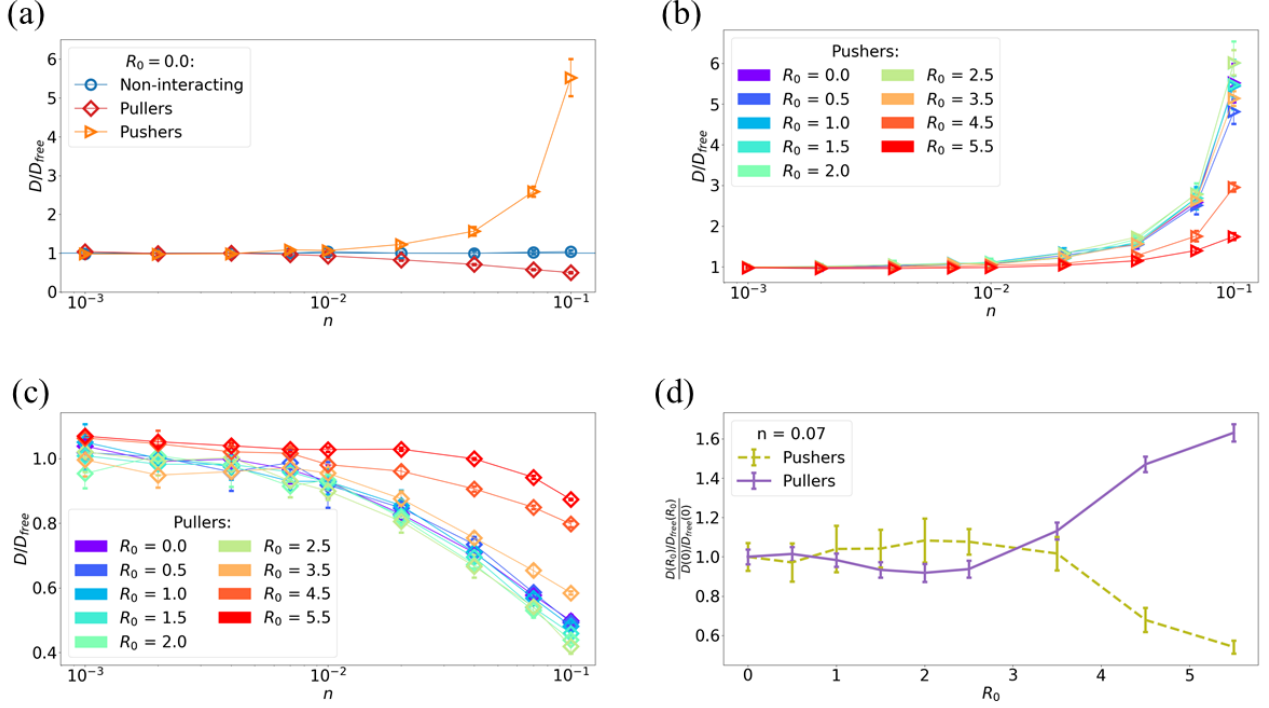 (a)
R₀ = 0.0:
Non-interacting
Pullers
Pushers
D/D_free
6
5
4
3
2
1
0
10⁻³
10⁻²
10⁻¹
n
(b)
Pushers:
R₀ = 0.0
R₀ = 0.5
R₀ = 1.0
R₀ = 1.5
R₀ = 2.0
R₀ = 2.5
R₀ = 3.5
R₀ = 4.5
R₀ = 5.5
D/D_free
6
5
4
3
2
1
10⁻³
10⁻²
10⁻¹
n
(c)
D/D_free
1.0
0.8
0.6
0.4
Pullers:
R₀ = 0.0
R₀ = 0.5
R₀ = 1.0
R₀ = 1.5
R₀ = 2.0
R₀ = 2.5
R₀ = 3.5
R₀ = 4.5
R₀ = 5.5
10⁻³
10⁻²
10⁻¹
n
(d)
n = 0.07
Pushers
Pullers
D(R₀)/D_free(R₀)
D(0)/D_free(0)
1.6
1.4
1.2
1.0
0.8
0.6
0
1
2
3
4
5
R₀